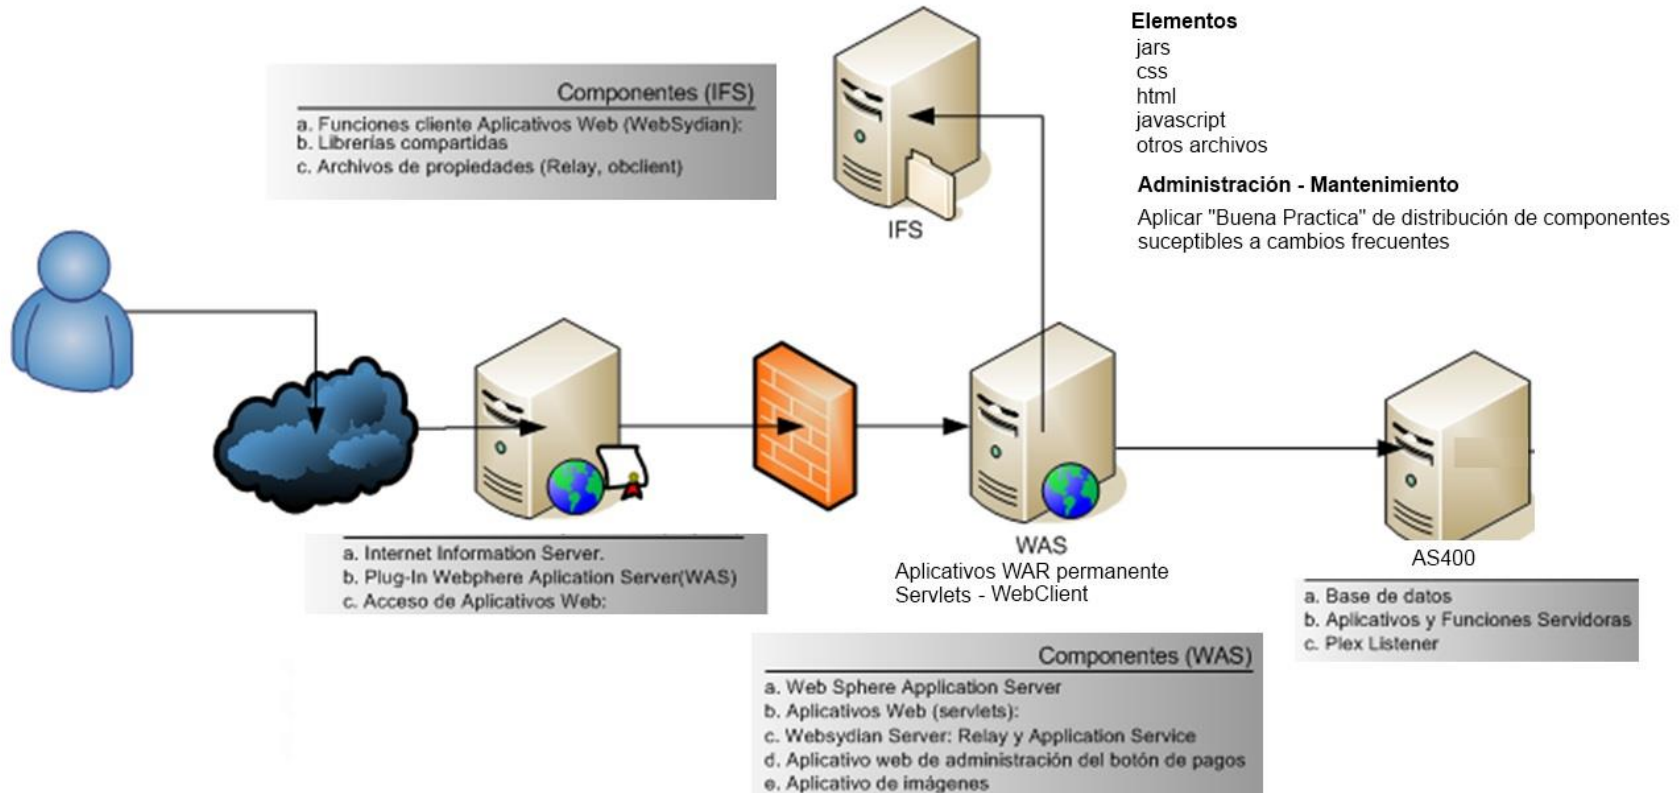 Elementos
jars
css
html
javascript
otros archivos
Administración - Mantenimiento
Aplicar "Buena Practica" de distribución de componentes
suceptibles a cambios frecuentes
Componentes (IFS)
a. Funciones cliente Aplicativos Web (WebSydian):
b. Librerías compartidas
c. Archivos de propiedades (Relay, obclient)
IFS
a. Internet Information Server.
b. Plug-In Webphere Aplication Server(WAS)
c. Acceso de Aplicativos Web:
WAS
Aplicativos WAR permanente
Servlets - WebClient
AS400
a. Base de datos
b. Aplicativos y Funciones Servidoras
c. Plex Listener
Componentes (WAS)
a. Web Sphere Application Server
b. Aplicativos Web (servlets):
c. Websydian Server: Relay y Application Service
d. Aplicativo web de administración del botón de pagos
e. Aplicativo de imágenes